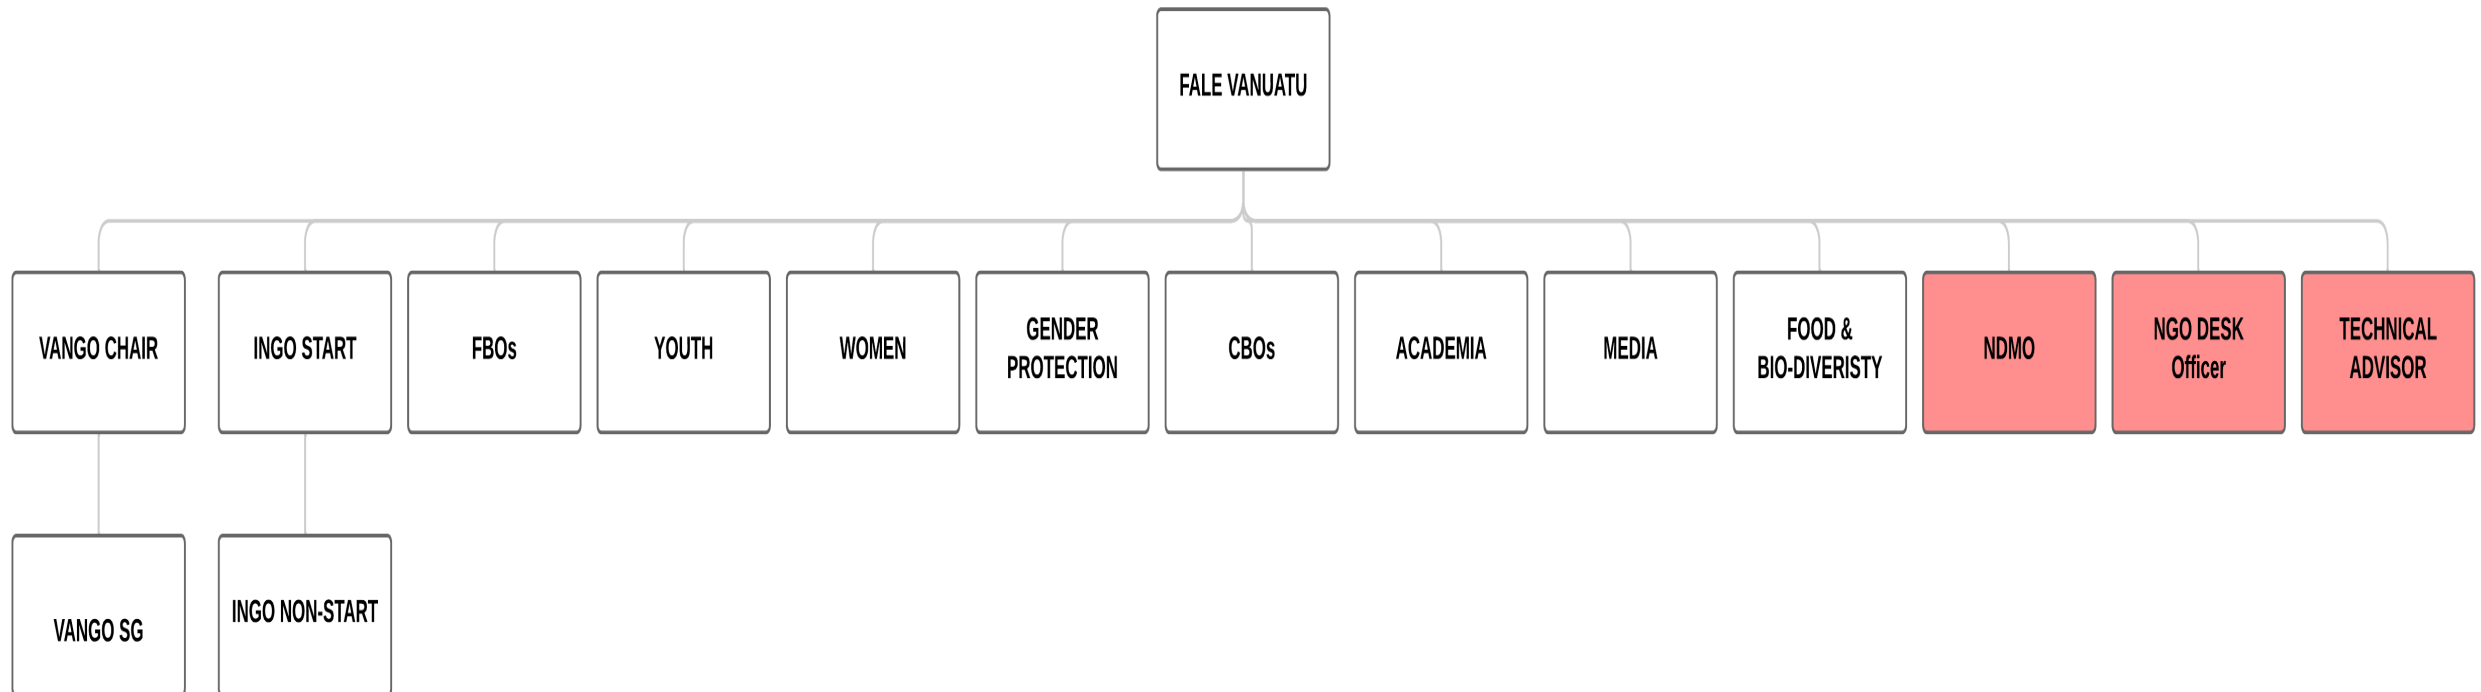 FALE VANUATU
VANGO CHAIR
INGO START
FBOs
YOUTH
WOMEN
GENDER
PROTECTION
CBOs
ACADEMIA
MEDIA
FOOD &
BIO-DIVERISTY
NDMO
NGO DESK
Officer
TECHNICAL
ADVISOR
VANGO SG
INGO NON-START